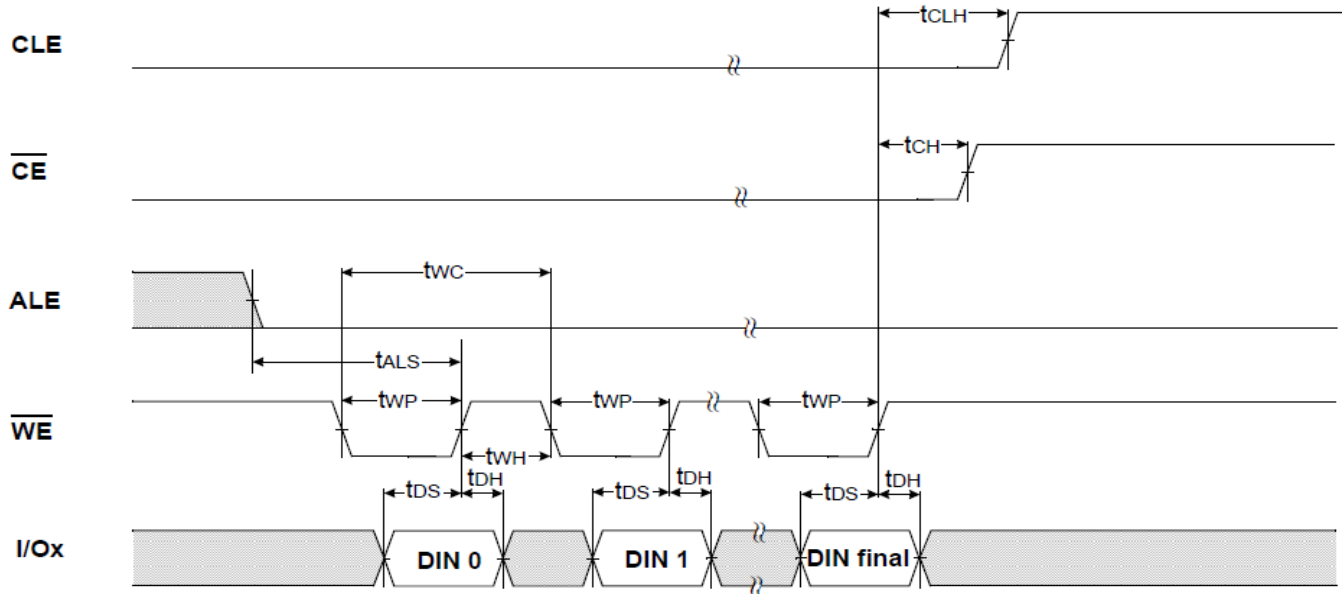 CLE
tCLH
CE
tCH
ALE
tWC
tALS
WE
tWP
tWP
tWP
tWH
tDS
tDH
tDS
tDH
tDS
tDH
I/Ox
DIN 0
DIN 1
DIN final